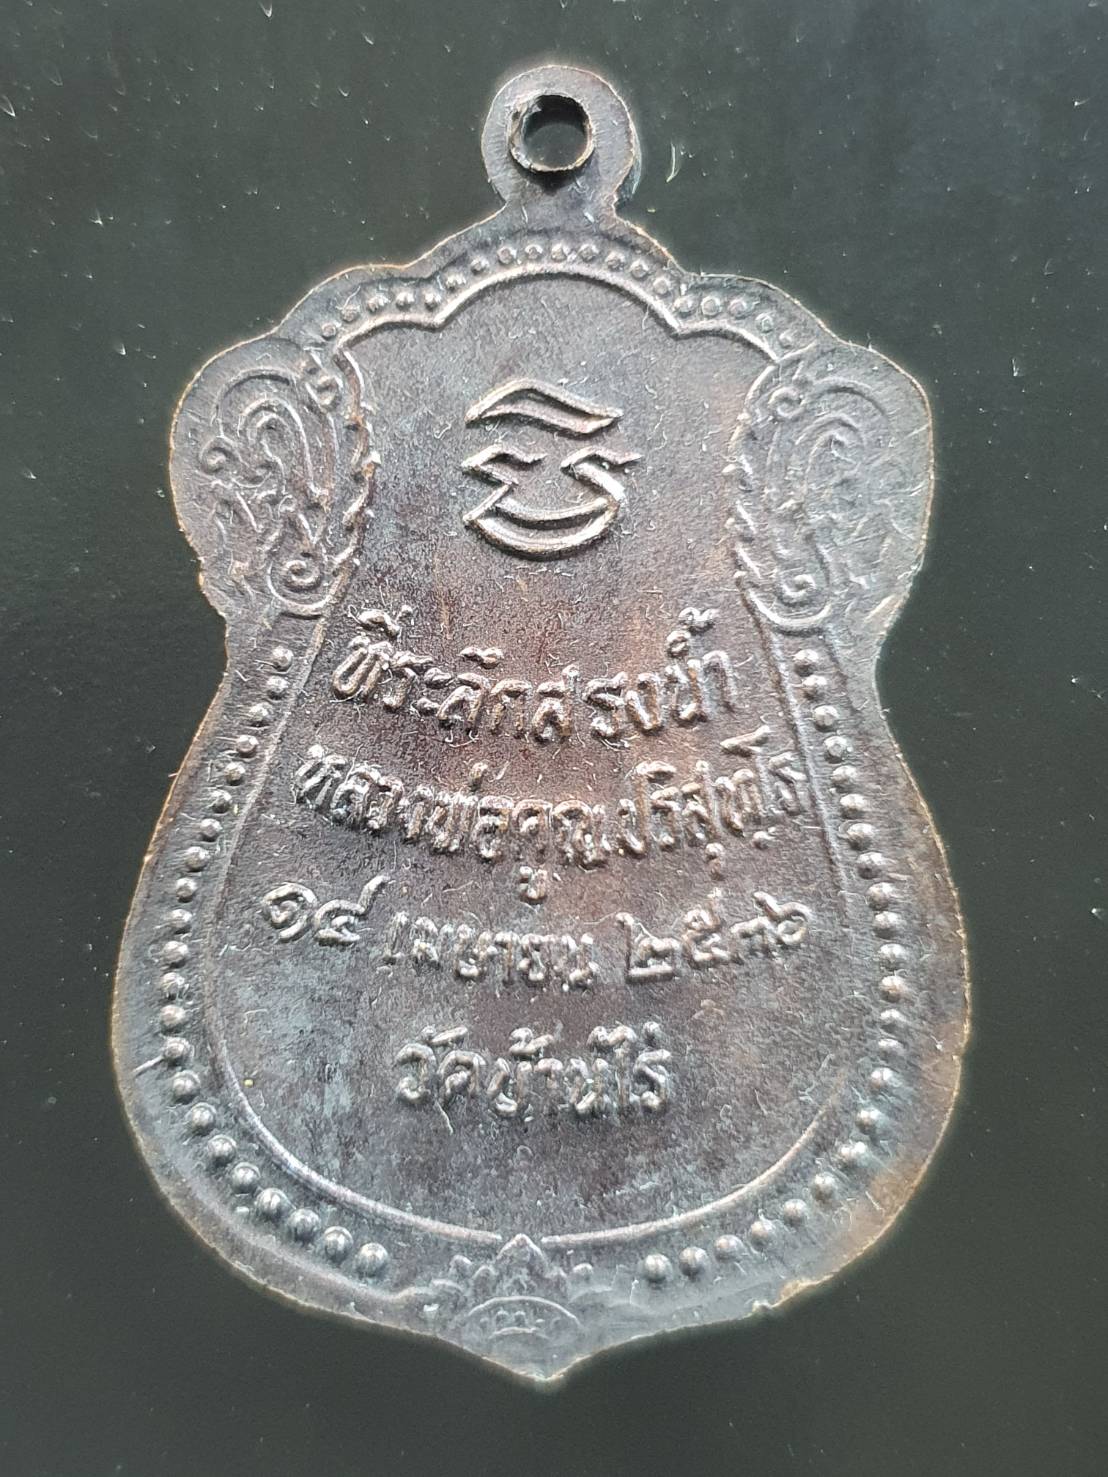 ที่ระลึกสรงน้ำ
หลวงพ่อคูณ ปริสุทฺโธ
๑๔ เมษายน ๒๕๓๖
วัดบ้านไร่